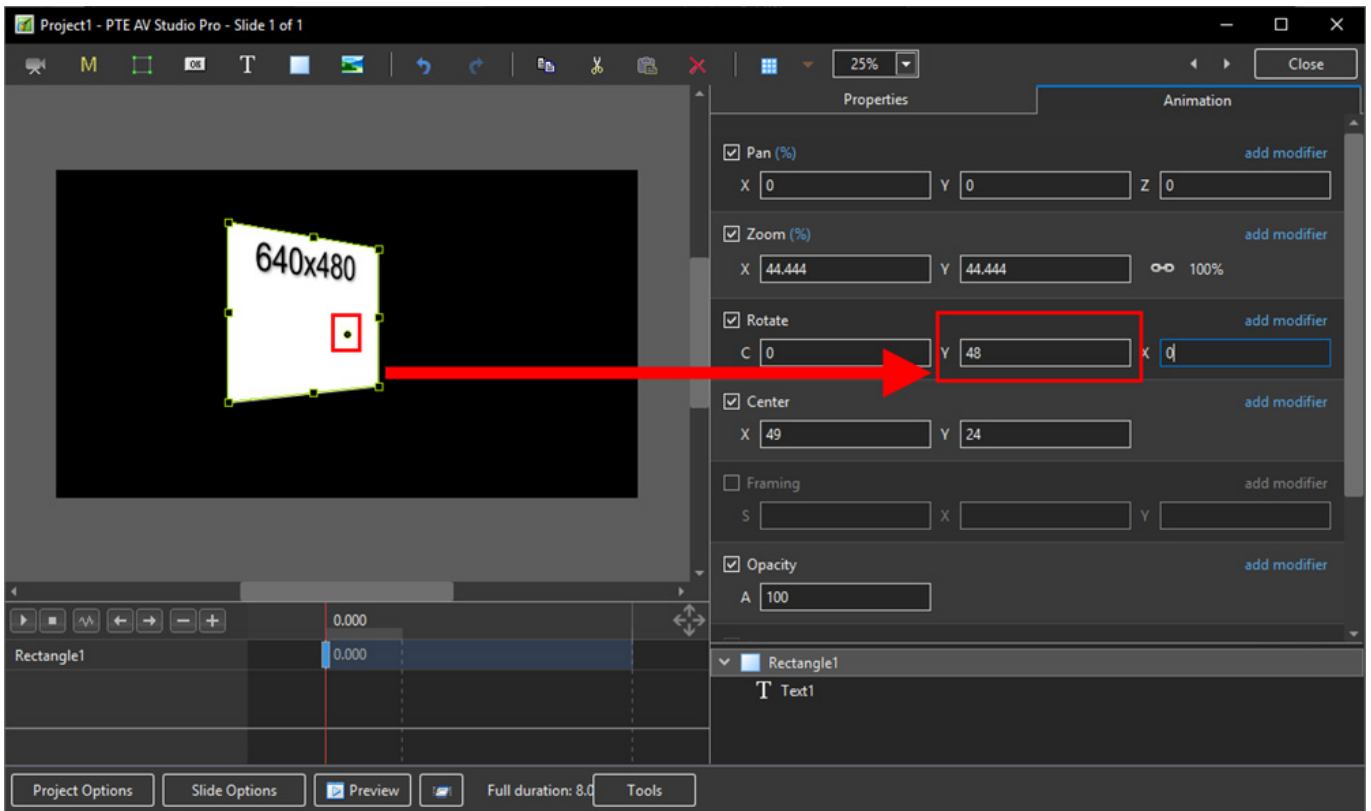 Project1 - PTE AV Studio Pro - Slide 1 of 1
M OK T 25% Close
Properties Animation
Pan (%) add modifier
X 0 Y 0 Z 0
Zoom (%) add modifier
X 44.444 Y 44.444 100%
Rotate add modifier
C 0 Y 48 X 0
Center add modifier
X 49 Y 24
Framing add modifier
S X Y
Opacity add modifier
A 100
640x480
0.000
Rectangle1 0.000
Rectangle1
T Text1
Project Options Slide Options Preview Full duration: 8.0 Tools